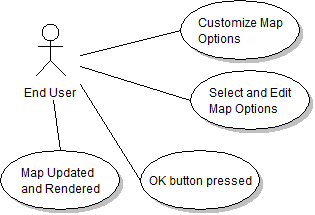 Customize Map
Options
End User
Select and Edit
Map Options
Map Updated
and Rendered
OK button pressed